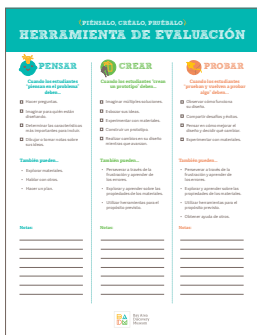 {PIÉNSALO, CRÉALO, PRUÉBALO}
HERRAMIENTA DE EVALUACIÓN
PENSAR
Cuando los estudiantes
"piensan en el problema"
deben...
Hacer preguntas.
Imaginar para quién están
diseñando.
Determinar las características
más importantes para incluir.
Dibujar o tomar notas sobre
sus ideas.
También pueden...
Explorar materiales.
Hablar con otros.
Hacer un plan.
Notas:
CREAR
Cuando los estudiantes "crean
un prototipo" deben...
Imaginar múltiples soluciones.
Esbozar sus ideas.
Experimentar con materiales.
Construir un prototipo.
Realizar cambios en su diseño
mientras que avanzan.
También pueden...
Perseverar a través de la
frustración y aprender de
los errores.
Explorar y aprender sobre las
propiedades de los materiales.
Utilizar herramientas para el
propósito previsto.
Notas:
PROBAR
Cuando los estudiantes
"prueban y vuelven a probar
algo" deben...
Observar cómo funciona
su diseño.
Compartir desafíos y éxitos.
Pensar en cómo mejorar el
diseño y decidir qué cambiar.
Experimentar con materiales.
También pueden...
Perseverar a través de la
frustración y aprender de
los errores.
Explorar y aprender sobre las
propiedades de los materiales.
Utilizar herramientas para el
propósito previsto.
Obtener ayuda de otros.
Notas:
Bay Area
Discovery
Museum